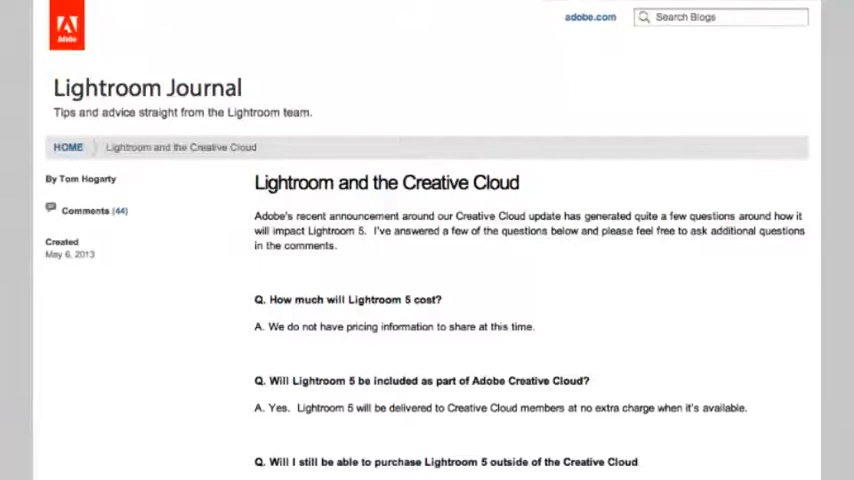 Adobe
adobe.com
Search Blogs
Lightroom Journal
Tips and advice straight from the Lightroom team.
HOME
Lightroom and the Creative Cloud
By Tom Hogarty
Comments (44)
Created
May 6, 2013
Lightroom and the Creative Cloud
Adobe's recent announcement around our Creative Cloud update has generated quite a few questions around how it
will impact Lightroom 5.  I've answered a few of the questions below and please feel free to ask additional questions
in the comments.
Q. How much will Lightroom 5 cost?
A. We do not have pricing information to share at this time.
Q. Will Lightroom 5 be included as part of Adobe Creative Cloud?
A. Yes.  Lightroom 5 will be delivered to Creative Cloud members at no extra charge when it's available.
Q. Will I still be able to purchase Lightroom 5 outside of the Creative Cloud